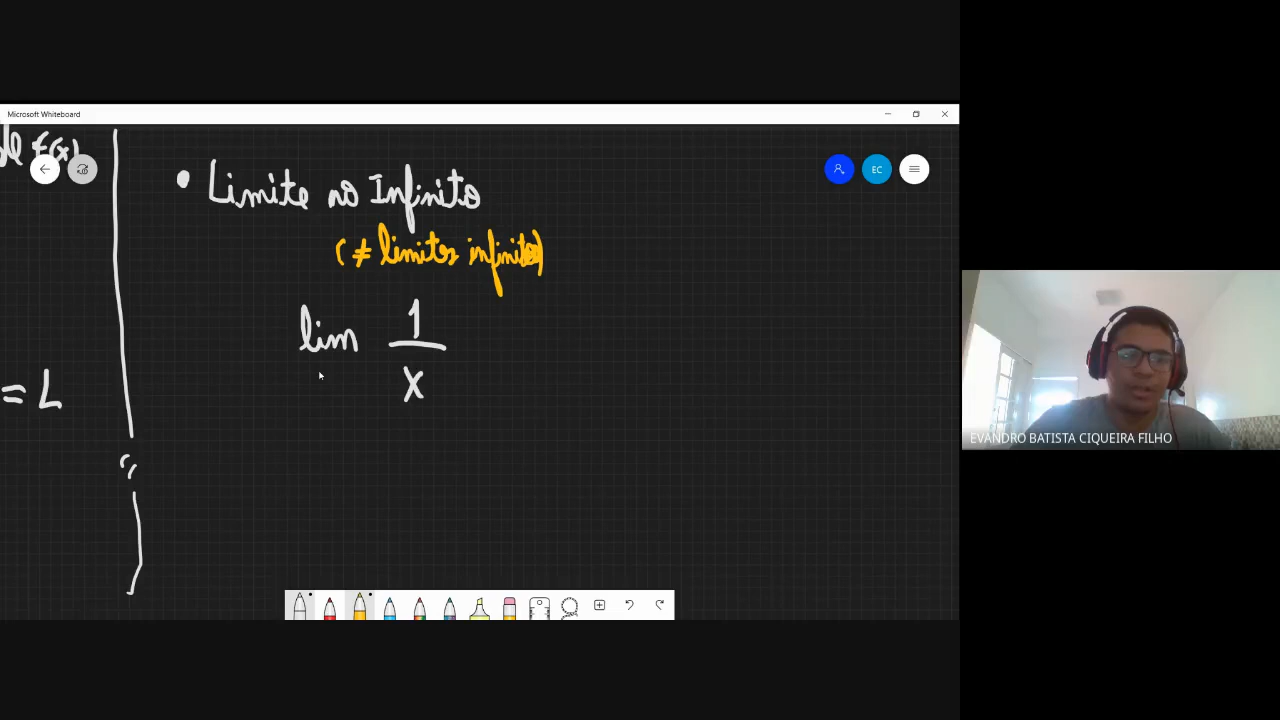 Microsoft Whiteboard
f(x)
EC
• Limite no Infinito
(≠ limites infinitos)
lim 1
x
= L
EVANDRO BATISTA CIQUEIRA FILHO